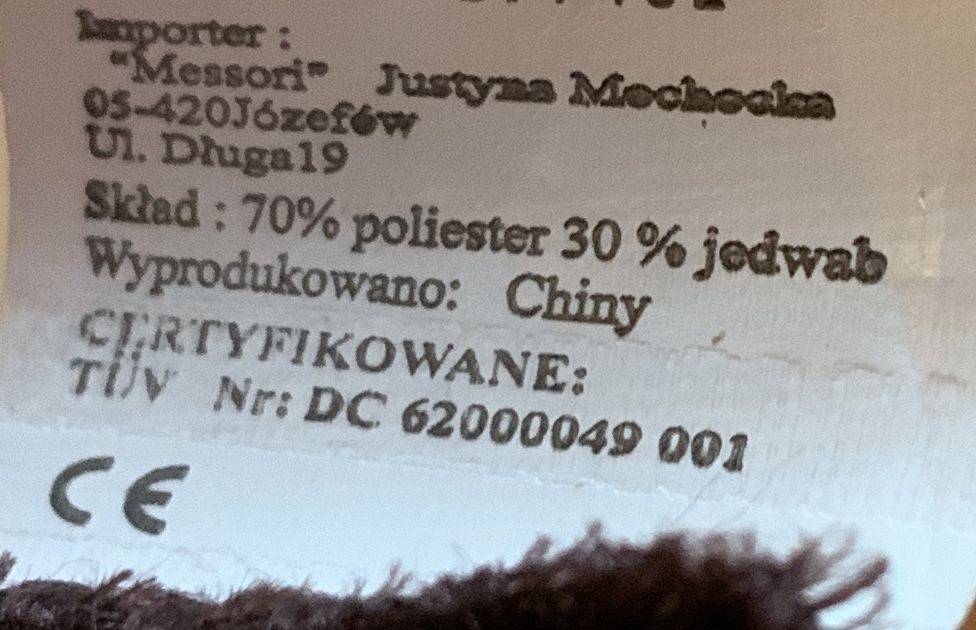 Importer :
"Messori" Justyna Mochocka
05-420Józefów
Ul. Długa19
Skład : 70% poliester 30 % jedwab
Wyprodukowano: Chiny
CERTYFIKOWANE:
TÜV Nr: DC 62000049 001
CE